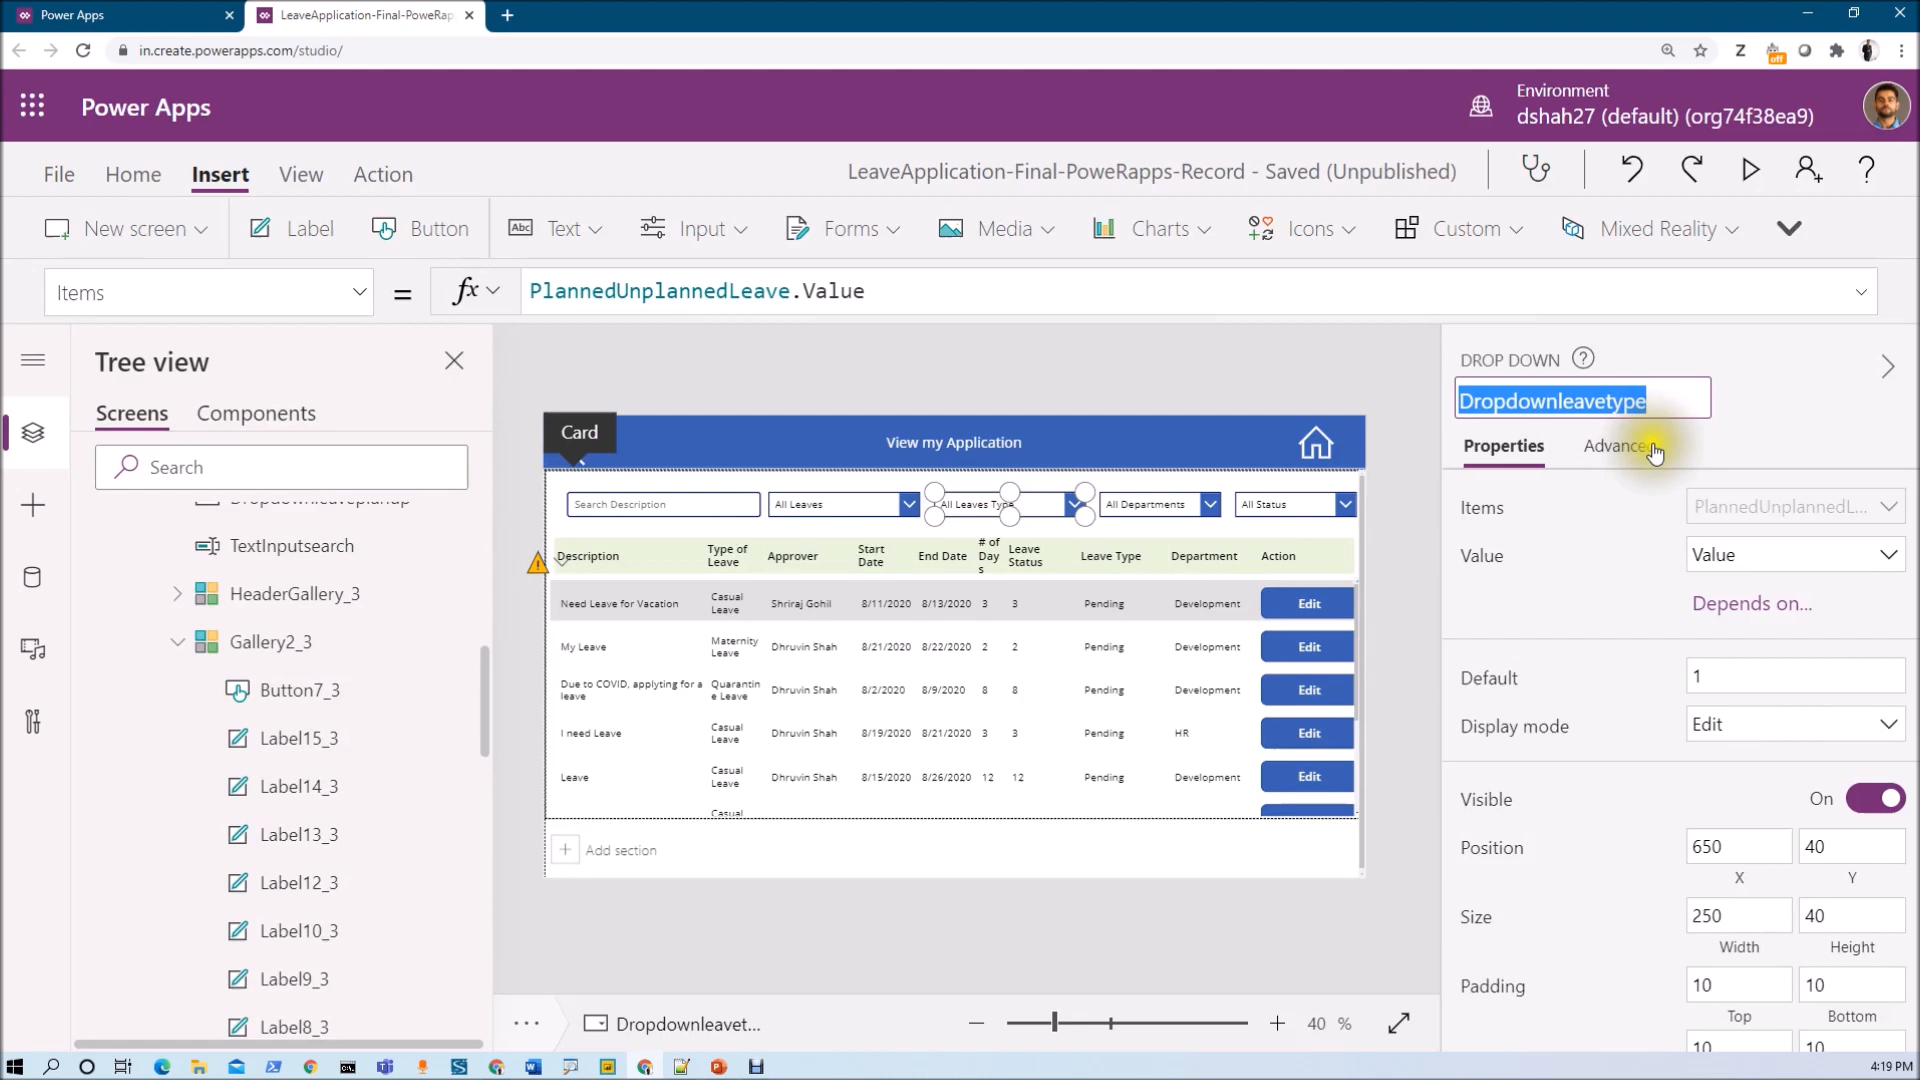 Power Apps
LeaveApplication-Final-PoweRap
in.create.powerapps.com/studio/
Z
off
Power Apps
Environment
dshah27 (default) (org74f38ea9)
File
Home
Insert
View
Action
LeaveApplication-Final-PoweRapps-Record - Saved (Unpublished)
New screen
Label
Button
Abc
Text
Input
Forms
Media
Charts
Icons
Custom
Mixed Reality
Items
=
fx
PlannedUnplannedLeave.Value
Tree view
Screens
Components
Search
Dropdownleaveplanup
TextInputsearch
HeaderGallery_3
Gallery2_3
Button7_3
Label15_3
Label14_3
Label13_3
Label12_3
Label10_3
Label9_3
Label8_3
Card
View my Application
Search Description
All Leaves
All Leaves Type
All Departments
All Status
Description
Type of Leave
Approver
Start Date
End Date
# of Days
Leave Status
Leave Type
Department
Action
Need Leave for Vacation Casual Leave Shriraj Gohil 8/11/2020 8/13/2020 3 3 Pending Development Edit
My Leave Maternity Leave Dhruvin Shah 8/21/2020 8/22/2020 2 2 Pending Development Edit
Due to COVID, applyting for a leave Quarantine Leave Dhruvin Shah 8/2/2020 8/9/2020 8 8 Pending Development Edit
I need Leave Casual Leave Dhruvin Shah 8/19/2020 8/21/2020 3 3 Pending HR Edit
Leave Casual Leave Dhruvin Shah 8/15/2020 8/26/2020 12 12 Pending Development Edit
Casual
Add section
Dropdownleavet...
40 %
DROP DOWN
Dropdownleavetype
Properties
Advance
Items
PlannedUnplannedL...
Value
Value
Depends on...
Default
1
Display mode
Edit
Visible
On
Position
650
40
X
Y
Size
250
40
Width
Height
Padding
10
10
Top
Bottom
10
10
4:19 PM